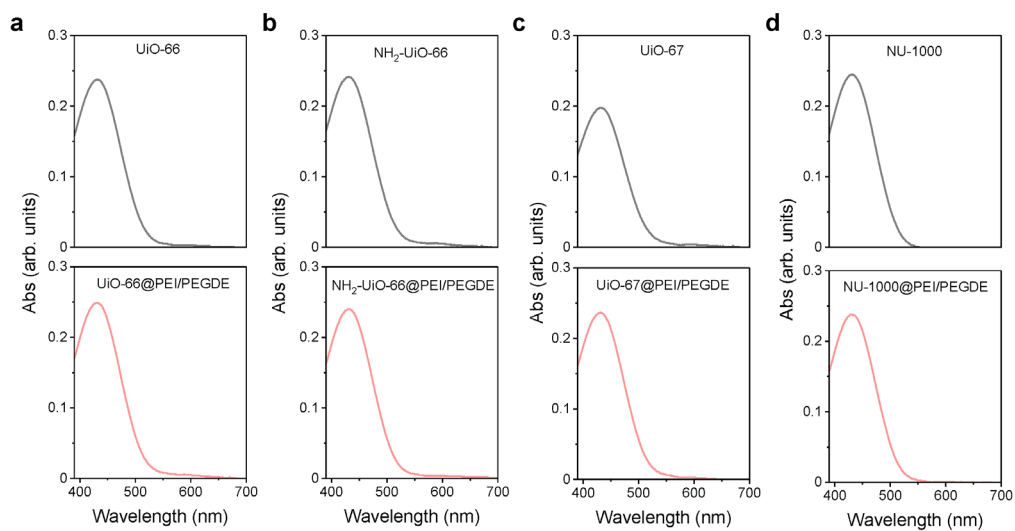 a
b
c
d
0.3
0.2
0.1
0
UiO-66
0.3
0.2
0.1
0
NH₂-UiO-66
0.3
0.2
0.1
0
UiO-67
0.3
0.2
0.1
0
NU-1000
Abs (arb. units)
Abs (arb. units)
Abs (arb. units)
Abs (arb. units)
0.3
0.2
0.1
0
UiO-66@PEI/PEGDE
0.3
0.2
0.1
0
NH₂-UiO-66@PEI/PEGDE
0.3
0.2
0.1
0
UiO-67@PEI/PEGDE
0.3
0.2
0.1
0
NU-1000@PEI/PEGDE
400 500 600 700
400 500 600 700
400 500 600 700
400 500 600 700
Wavelength (nm)
Wavelength (nm)
Wavelength (nm)
Wavelength (nm)